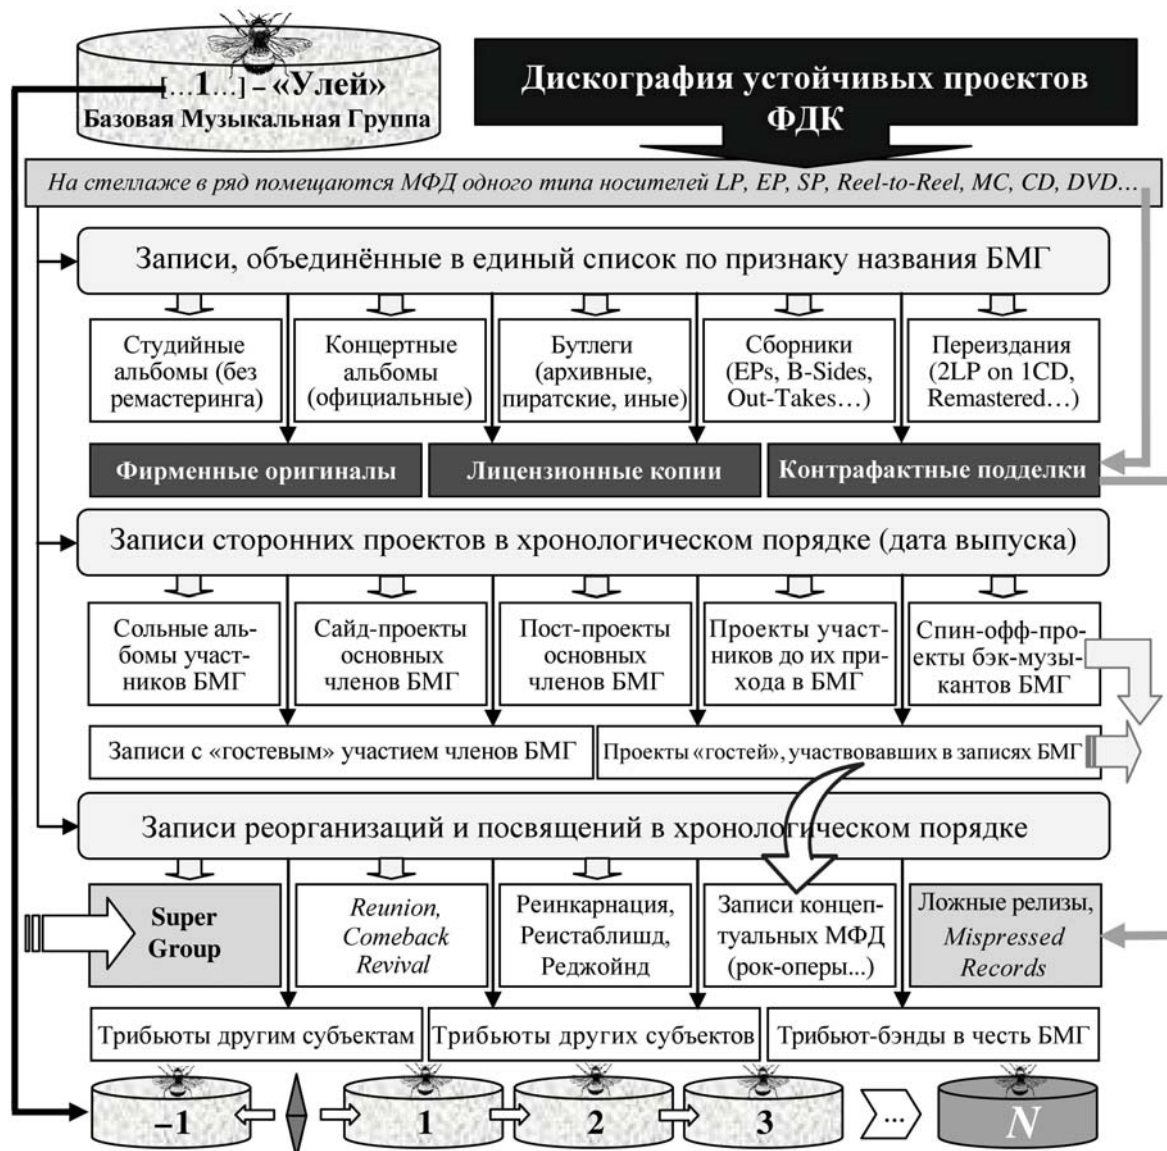 […1…] – «Улей»
Базовая Музыкальная Группа
Дискография устойчивых проектов
ФДК
На стеллаже в ряд помещаются МФД одного типа носителей LP, EP, SP, Reel-to-Reel, MC, CD, DVD…
Записи, объединённые в единый список по признаку названия БМГ
Студийные
альбомы (без
ремастеринга)
Концертные
альбомы
(официальные)
Бутлеги
(архивные,
пиратские, иные)
Сборники
(EPs, B-Sides,
Out-Takes…)
Переиздания
(2LP on 1CD,
Remastered…)
Фирменные оригиналы
Лицензионные копии
Контрафактные подделки
Записи сторонних проектов в хронологическом порядке (дата выпуска)
Сольные аль-
бомы участ-
ников БМГ
Сайд-проекты
основных
членов БМГ
Пост-проекты
основных
членов БМГ
Проекты участ-
ников до их при-
хода в БМГ
Спин-офф-про-
екты бэк-музы-
кантов БМГ
Записи с «гостевым» участием членов БМГ
Проекты «гостей», участвовавших в записях БМГ
Записи реорганизаций и посвящений в хронологическом порядке
Super
Group
Reunion,
Comeback
Revival
Реинкарнация,
Реистаблишд,
Реджойнд
Записи концеп-
туальных МФД
(рок-оперы...)
Ложные релизы,
Mispressed
Records
Трибьюты другим субъектам
Трибьюты других субъектов
Трибьют-бэнды в честь БМГ
–1
1
2
3
...
N